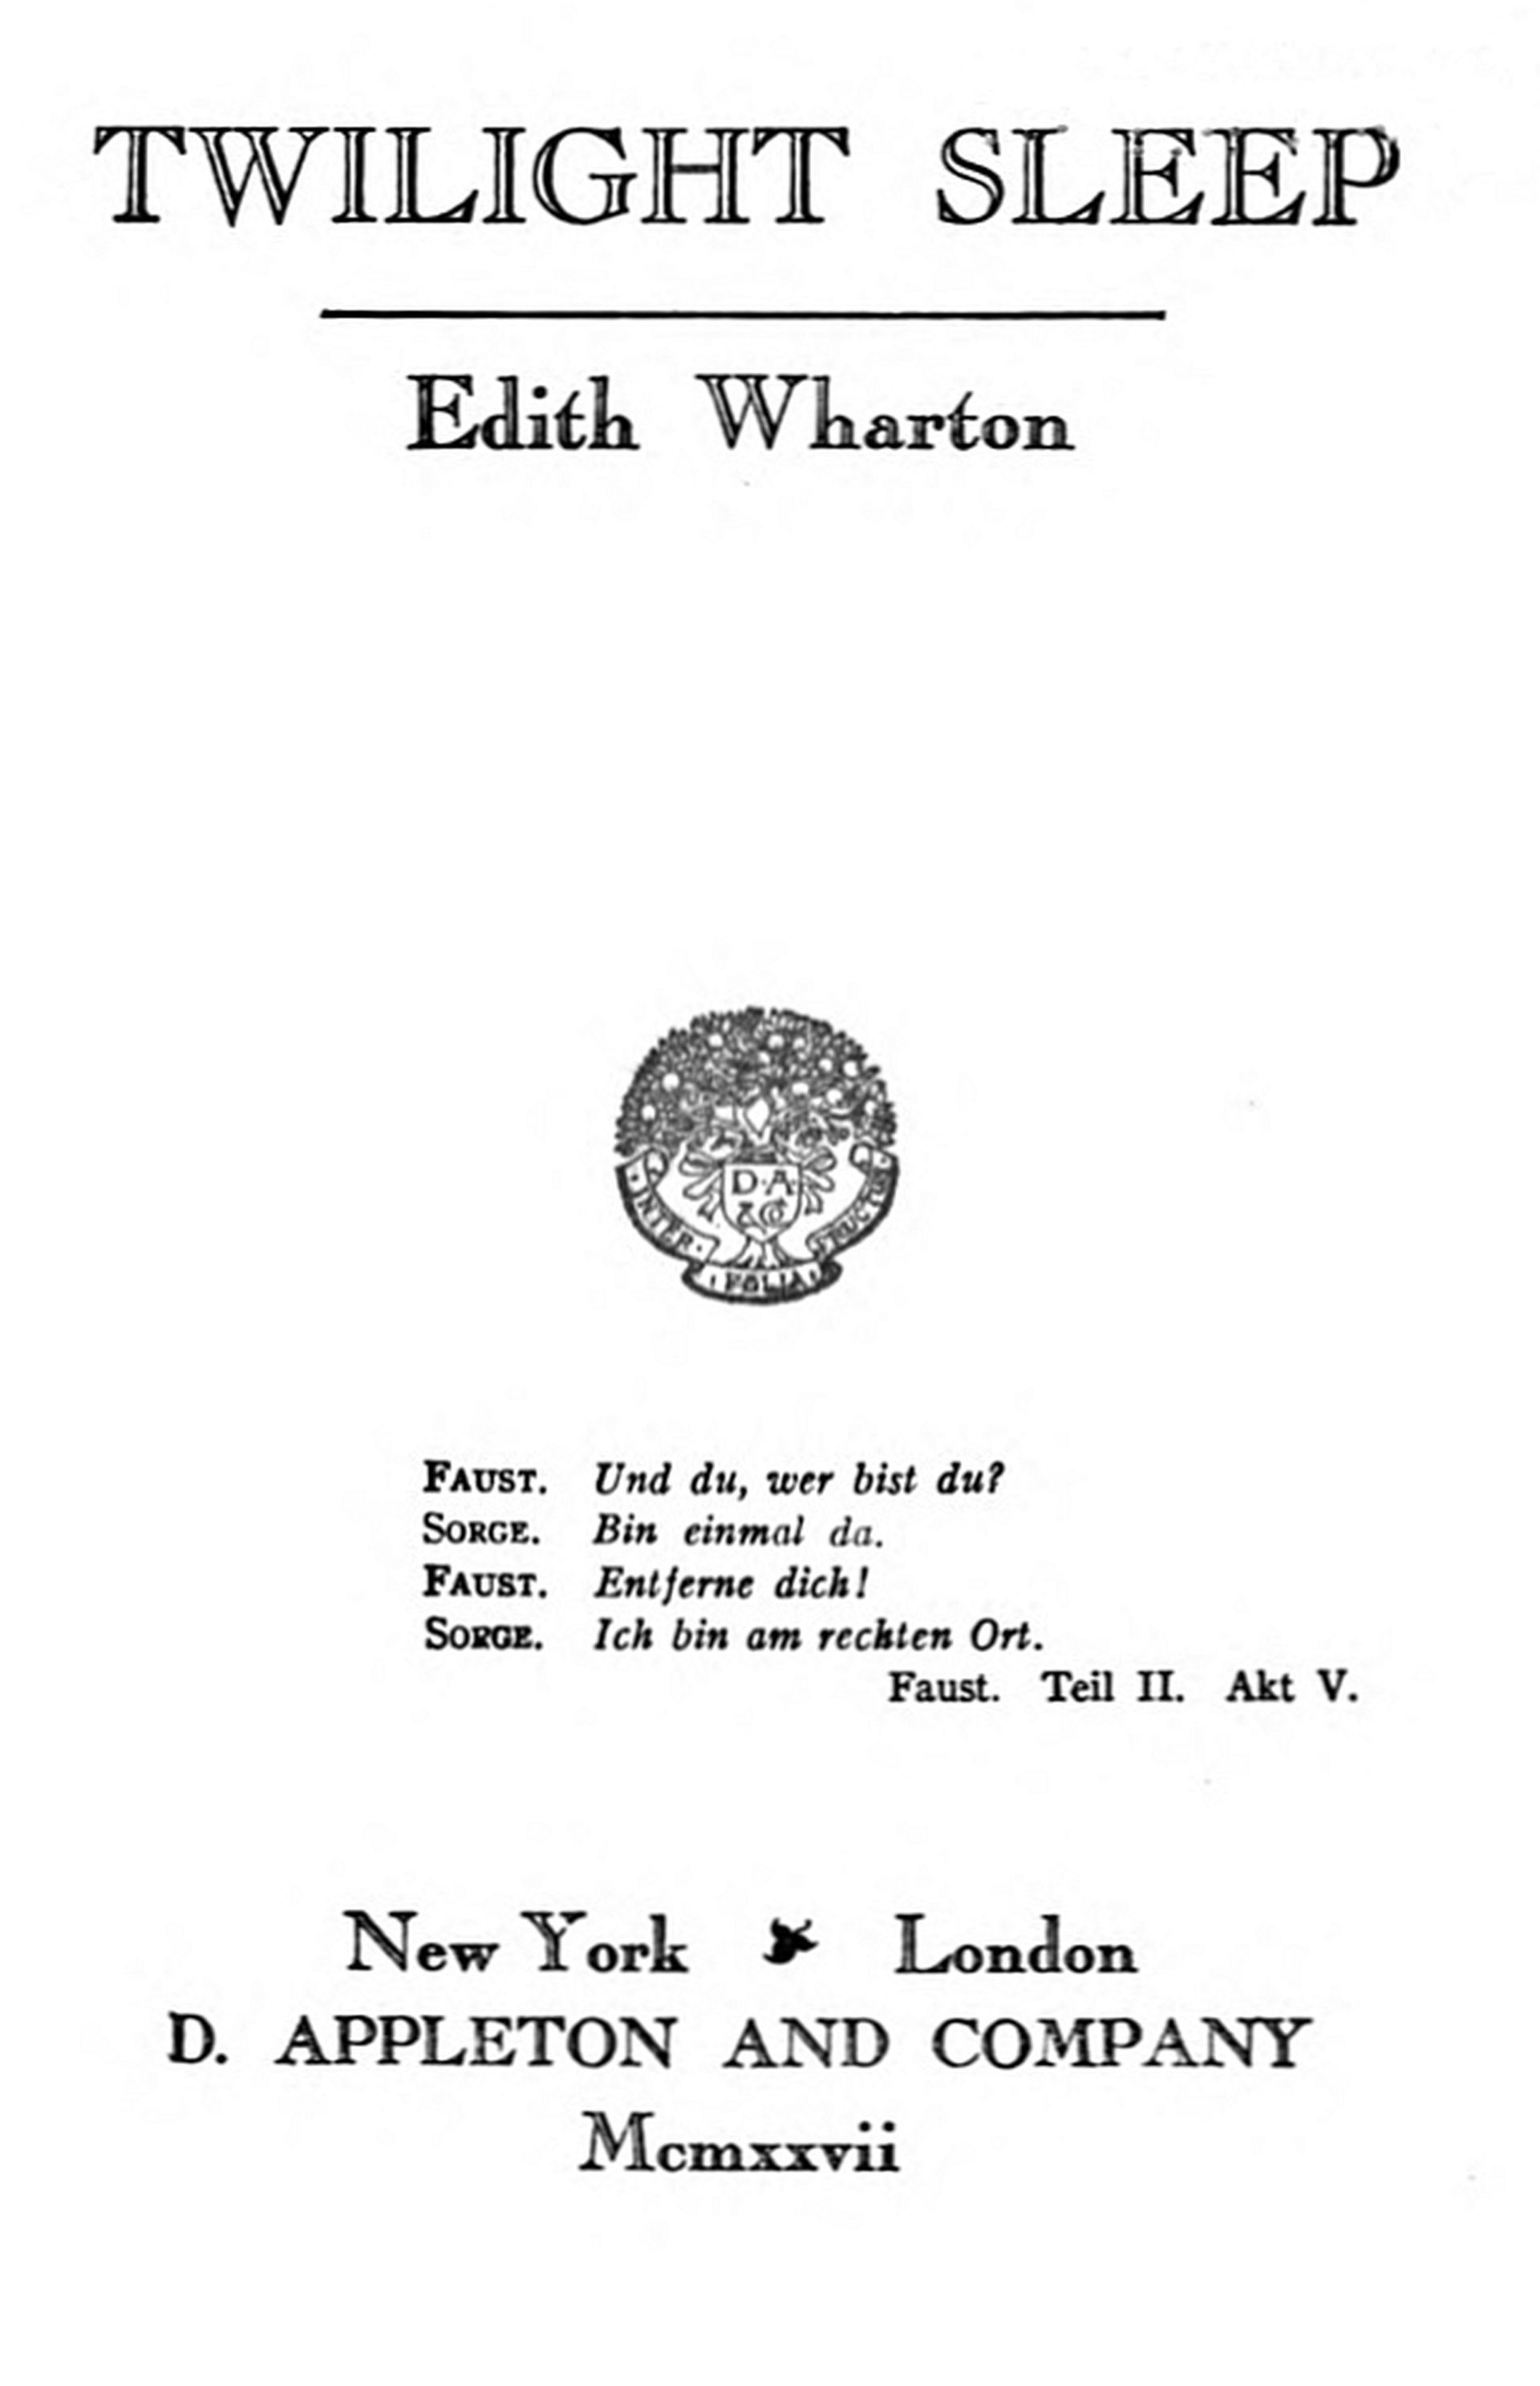 TWILIGHT SLEEP
Edith Wharton
D·A
& Co
·INTER·
FOLIA
FRUCTUS
FAUST. Und du, wer bist du?
SORGE. Bin einmal da.
FAUST. Entferne dich!
SORGE. Ich bin am rechten Ort.
Faust. Teil II. Akt V.
New York ❧ London
D. APPLETON AND COMPANY
Mcmxxvii